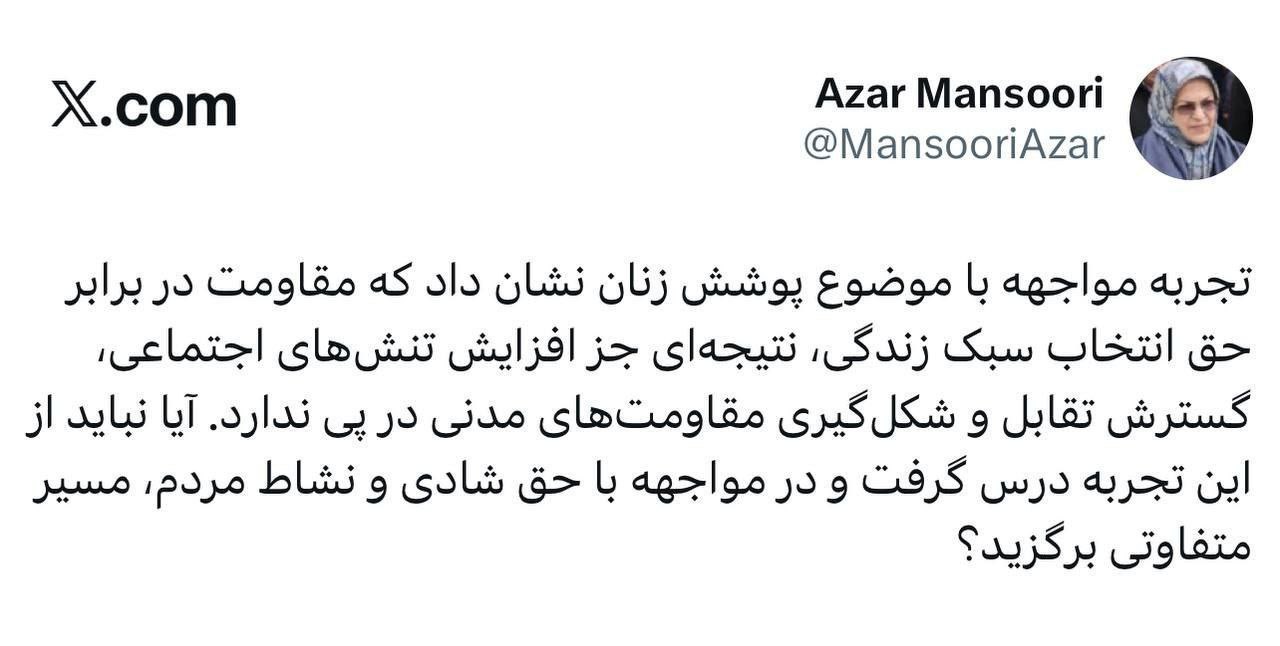 X.com
Azar Mansoori
@MansooriAzar
تجربه مواجهه با موضوع پوشش زنان نشان داد که مقاومت در برابر
حق انتخاب سبک زندگی، نتیجه‌ای جز افزایش تنش‌های اجتماعی،
گسترش تقابل و شکل‌گیری مقاومت‌های مدنی در پی ندارد. آیا نباید از
این تجربه درس گرفت و در مواجهه با حق شادی و نشاط مردم، مسیر
متفاوتی برگزید؟